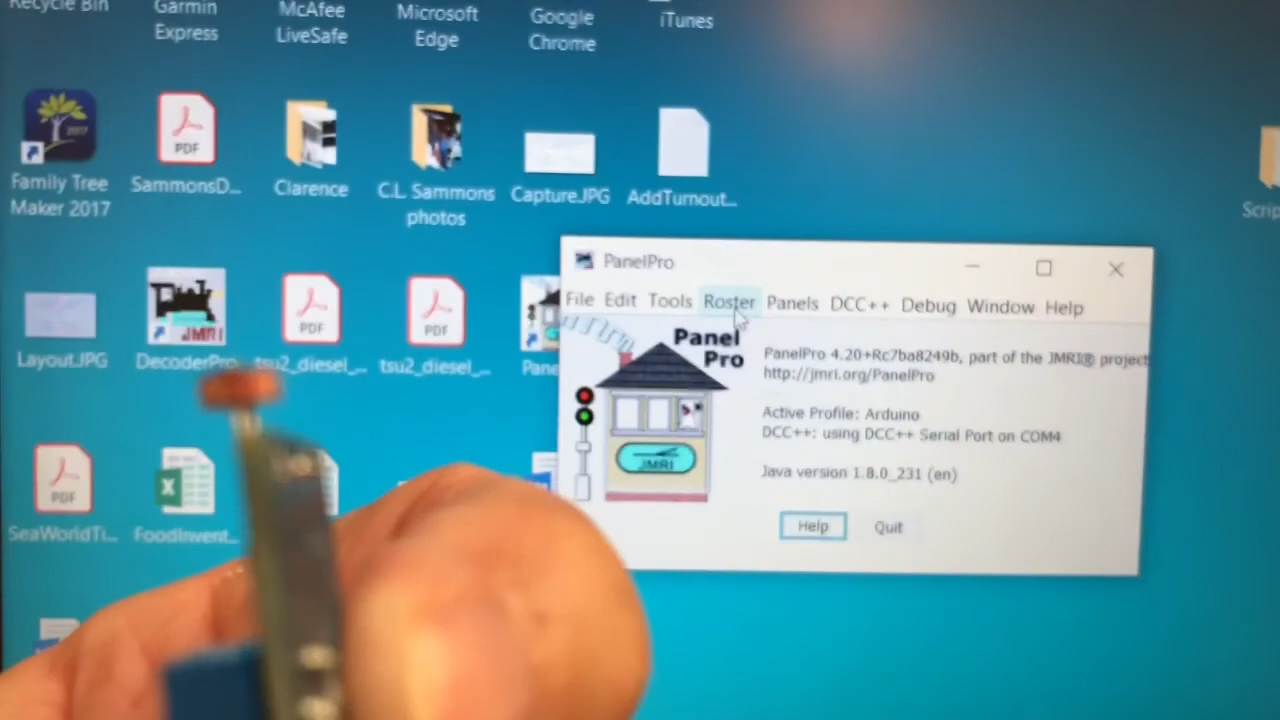 Recycle Bin
Garmin
Express
McAfee
LiveSafe
Microsoft
Edge
Google
Chrome
iTunes
2017
Family Tree
Maker 2017
PDF
SammonsD...
Clarence
C.L. Sammons
photos
Capture.JPG
AddTurnout...
Scrip
Layout.JPG
JMRI
DecoderPro
PDF
tsu2_diesel_...
PDF
tsu2_diesel_...
Pane
PDF
SeaWorldTi...
X
FoodInvent...
PanelPro
File Edit Tools Roster Panels DCC++ Debug Window Help
Panel
Pro
JMRI
PanelPro 4.20+Rc7ba8249b, part of the JMRI® project
http://jmri.org/PanelPro
Active Profile: Arduino
DCC++: using DCC++ Serial Port on COM4
Java version 1.8.0_231 (en)
Help Quit